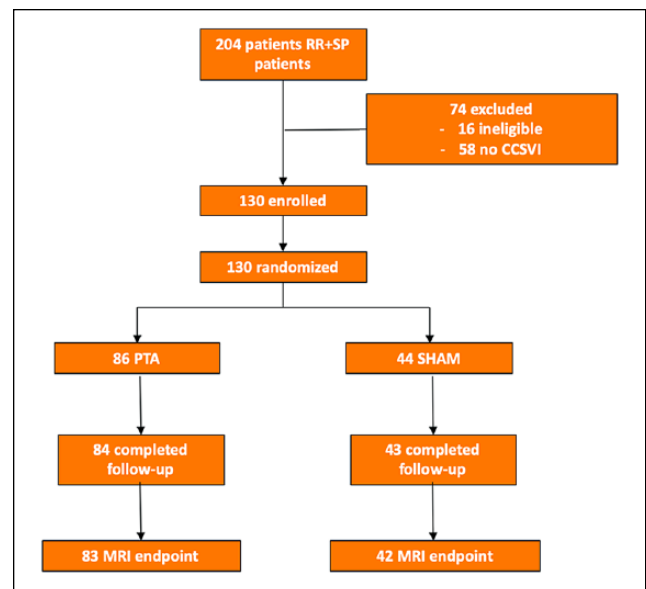 204 patients RR+SP
patients
74 excluded
- 16 ineligible
- 58 no CCSVI
130 enrolled
130 randomized
86 PTA
44 SHAM
84 completed
follow-up
43 completed
follow-up
83 MRI endpoint
42 MRI endpoint